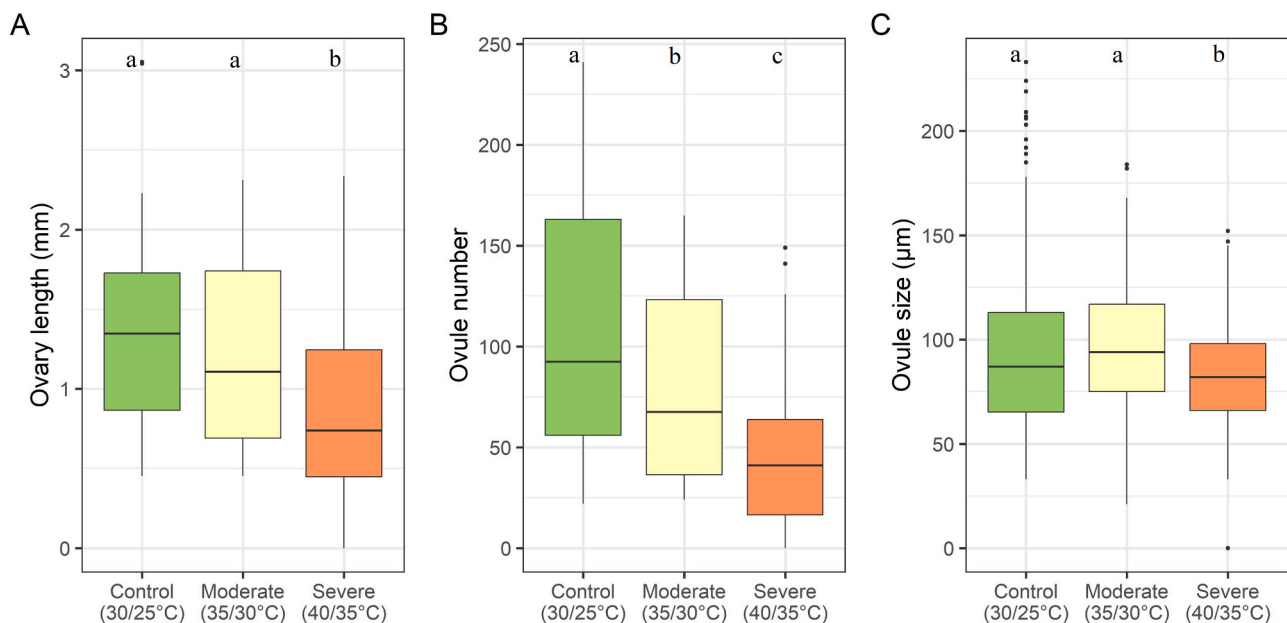 A
Ovary length (mm)
3
2
1
0
a
a
b
Control
(30/25°C)
Moderate
(35/30°C)
Severe
(40/35°C)
B
Ovule number
250
200
150
100
50
0
a
b
c
Control
(30/25°C)
Moderate
(35/30°C)
Severe
(40/35°C)
C
Ovule size (µm)
200
150
100
50
0
a
a
b
Control
(30/25°C)
Moderate
(35/30°C)
Severe
(40/35°C)